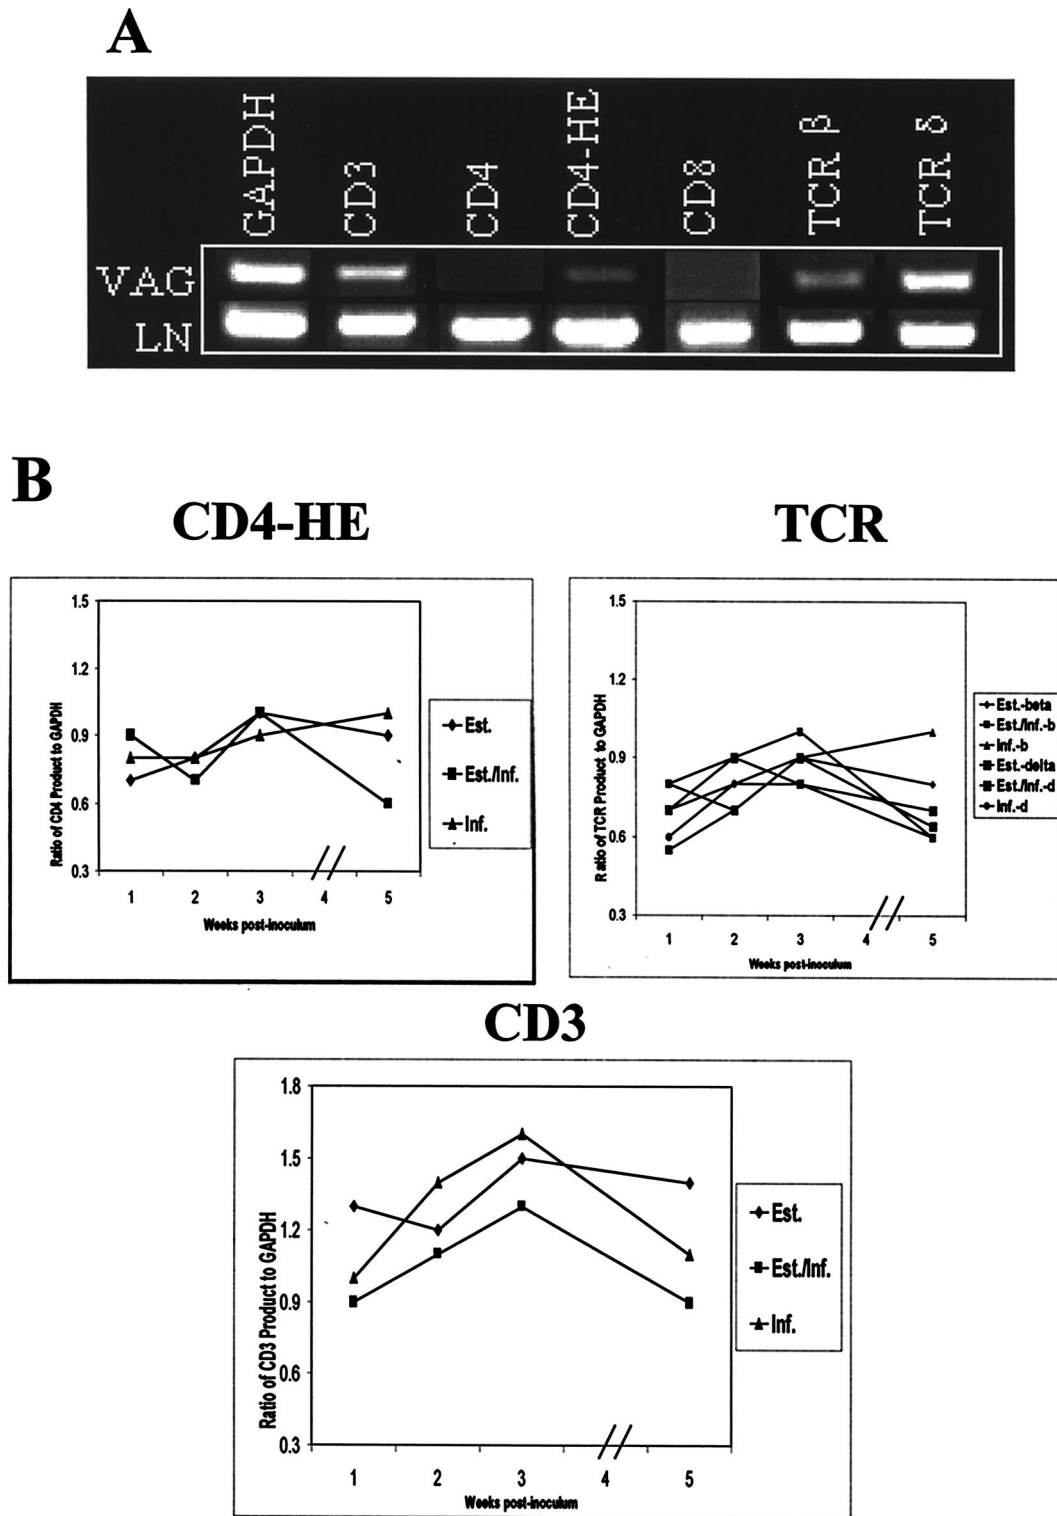 A
GAPDH
CD3
CD4
CD4-HE
CD8
TCR β
TCR δ
VAG
LN
B
CD4-HE
1.5
1.2
0.9
0.6
0.3
Ratio of CD4 Product to GAPDH
1 2 3 4 5
Weeks post-inoculum
Est.
Est./Inf.
Inf.
TCR
1.5
1.2
0.9
0.6
0.3
Ratio of TCR Product to GAPDH
1 2 3 4 5
Weeks post-inoculum
Est.-beta
Est./Inf.-b
Inf.-b
Est.-delta
Est./Inf.-d
Inf.-d
CD3
1.8
1.5
1.2
0.9
0.6
0.3
Ratio of CD3 Product to GAPDH
1 2 3 4 5
Weeks post-inoculum
Est.
Est./Inf.
Inf.